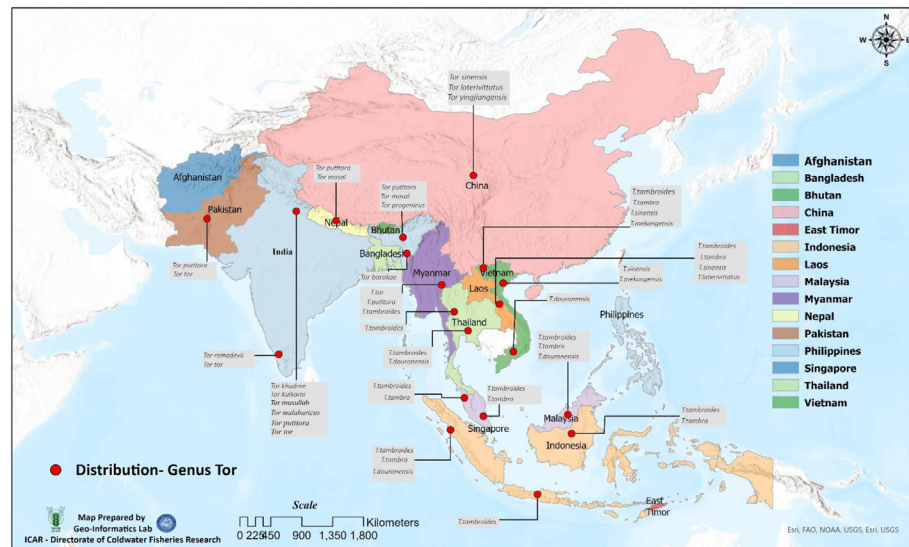 N
W
E
S
Tor sinensis
Tor laterivittatus
Tor yingjiangensis
China
Afghanistan
Pakistan
Tor putitora
Tor mosal
Nepal
Tor putitora
Tor mosal
Tor progenieus
Bhutan
Bangladesh
India
Tor putitora
Tor tor
Tor barakae
Myanmar
T.tor
T.putitora
T.tambroides
T.tambroides
Laos
Vietnam
Thailand
T.tambroides
T.tambra
T.sinensis
T.mekongensis
T.tambroides
T.tambra
T.sinensis
T.laterivittatus
T.sinensis
T.mekongensis
T.douronensis
Philippines
Tor remadevii
Tor tor
Tor khudree
Tor Kulkarni
Tor musullah
Tor malabaricus
Tor putitora
Tor tor
T.tambroides
T.douronensis
T.tambroides
T.tambra
T.douronensis
T.tambroides
T.tambra
T.tambroides
T.tambra
Malaysia
Singapore
Indonesia
T.tambroides
T.tambra
T.tambroides
T.tambra
T.douronensis
T.tambroides
East
Timor
Afghanistan
Bangladesh
Bhutan
China
East Timor
Indonesia
Laos
Malaysia
Myanmar
Nepal
Pakistan
Philippines
Singapore
Thailand
Vietnam
Distribution- Genus Tor
Map Prepared by
Geo-Informatics Lab
ICAR - Directorate of Coldwater Fisheries Research
Scale
0 225450 900 1,350 1,800 Kilometers
Esri, FAO, NOAA, USGS, Esri, USGS